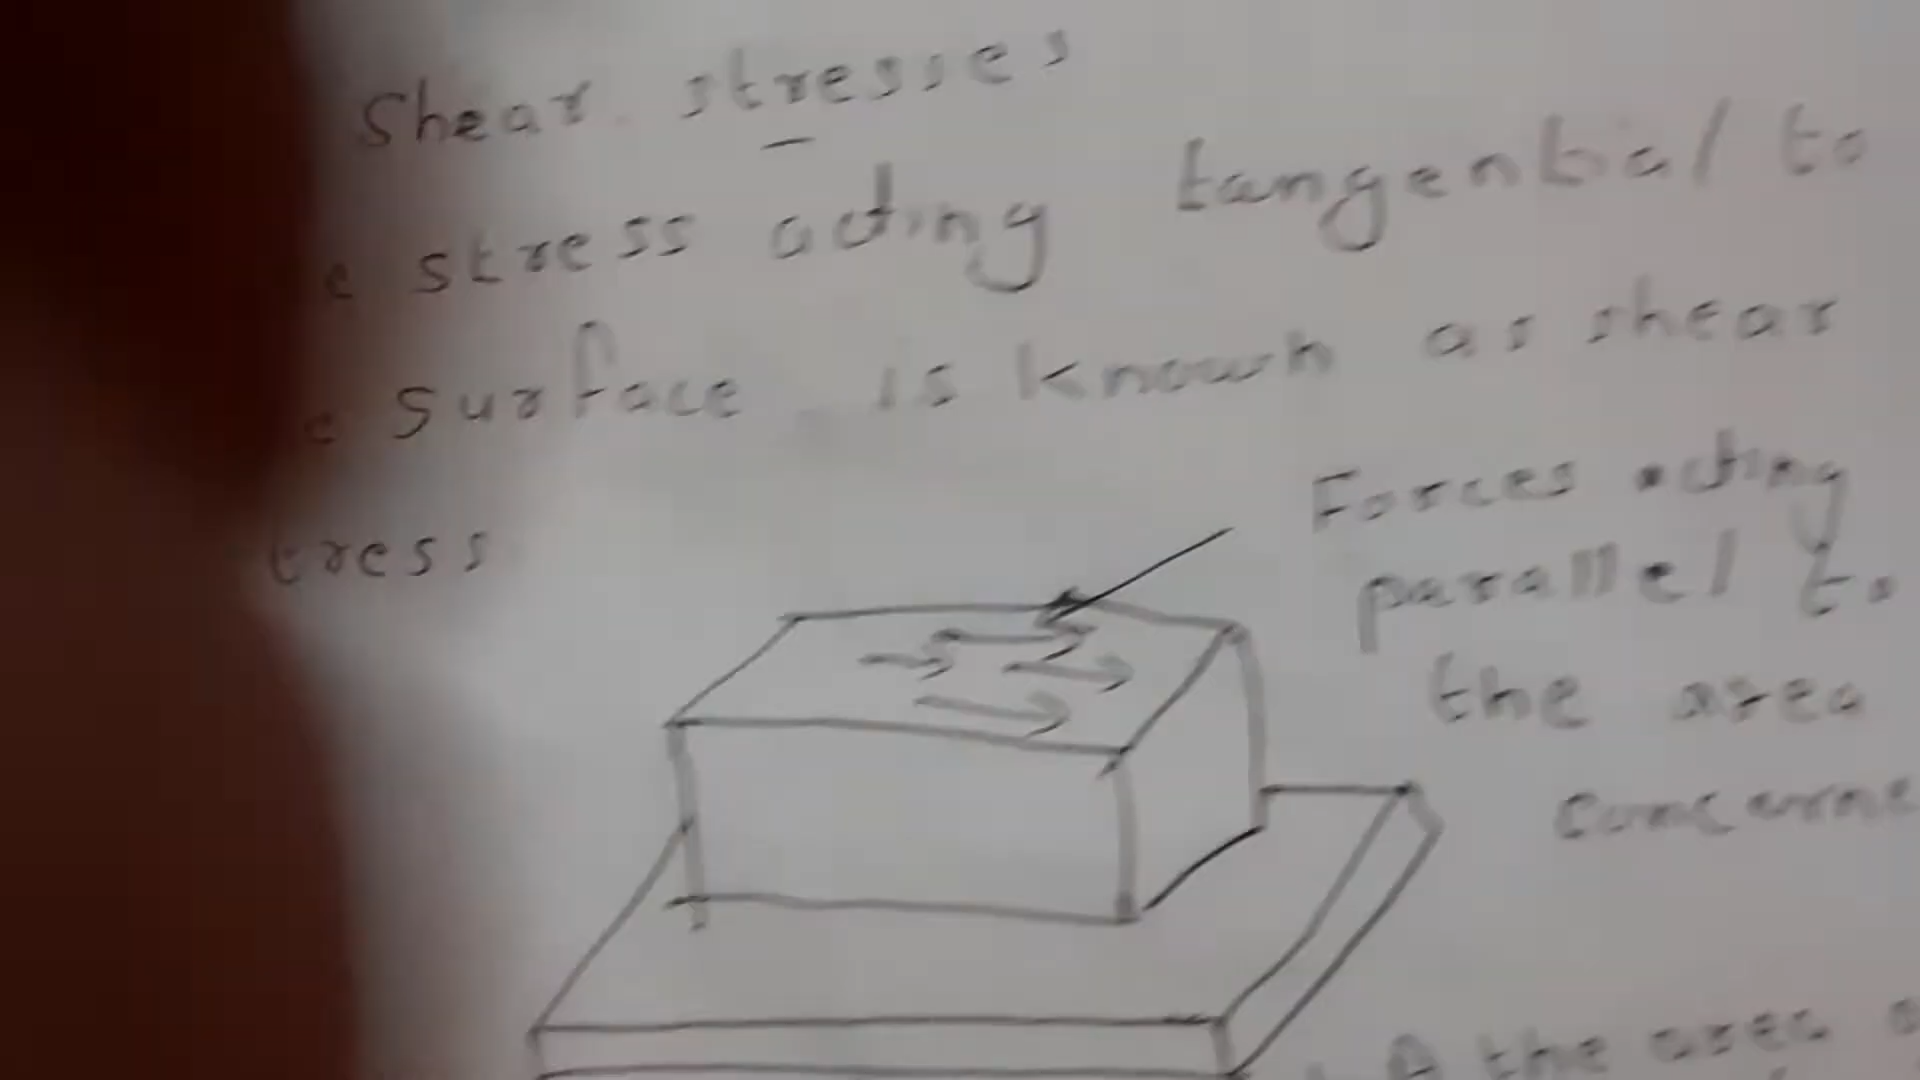 Shear stresses
e stress acting tangential to
e surface is known as shear
tress
Forces acting
parallel to
the area
concerne
A the area